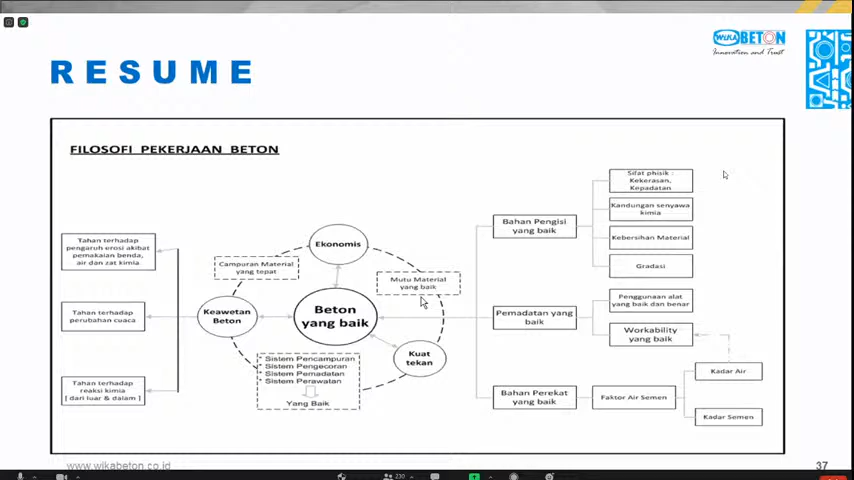 WIKA BETON
Innovation and Trust
RESUME
FILOSOFI PEKERJAAN BETON
Tahan terhadap
pengaruh erosi akibat
pemakaian benda,
air dan zat kimia
Tahan terhadap
perubahan cuaca
Tahan terhadap
reaksi kimia
[ dari luar & dalam ]
Campuran Material
yang tepat
Ekonomis
Mutu Material
yang baik
Keawetan
Beton
Beton
yang baik
Kuat
tekan
* Sistem Pencampuran
* Sistem Pengecoran
* Sistem Pemadatan
* Sistem Perawatan
Yang Baik
Bahan Pengisi
yang baik
Sifat phisik :
Kekerasan,
Kepadatan
Kandungan senyawa
kimia
Kebersihan Material
Gradasi
Pemadatan yang
baik
Penggunaan alat
yang baik dan benar
Workability
yang baik
Bahan Perekat
yang baik
Faktor Air Semen
Kadar Air
Kadar Semen
www.wikabeton.co.id
37
230